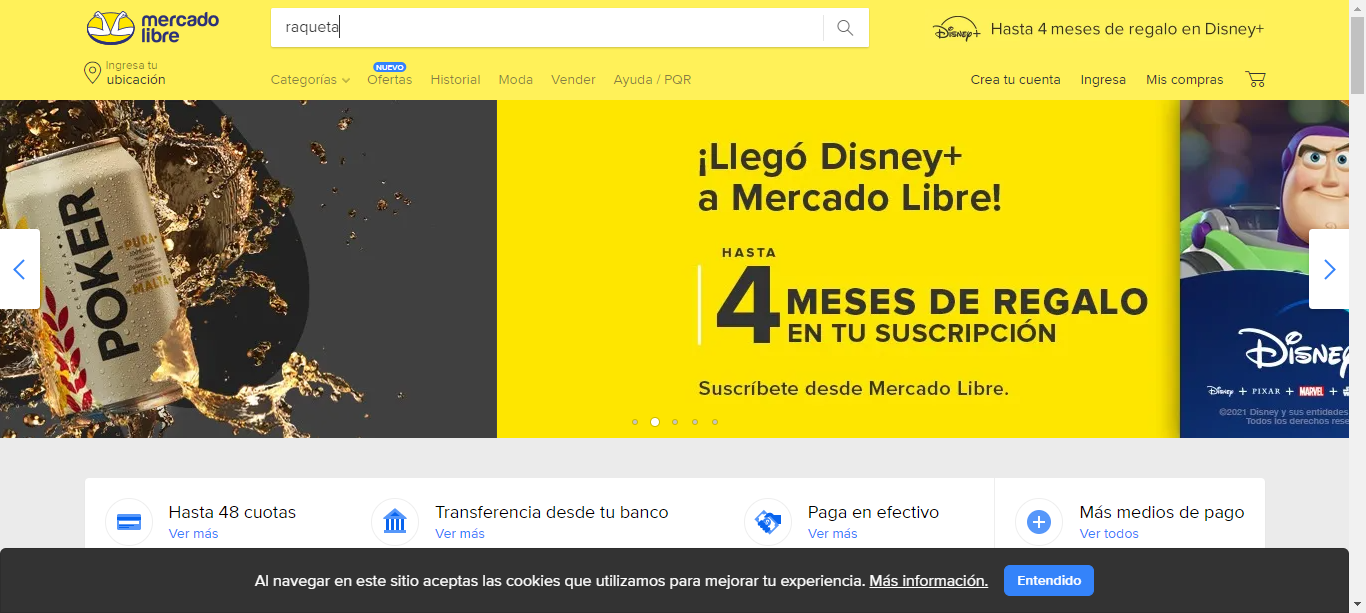 mercado
libre
raqueta
Disney+
Hasta 4 meses de regalo en Disney+
Ingresa tu
ubicación
Categorías
NUEVO
Ofertas
Historial
Moda
Vender
Ayuda / PQR
Crea tu cuenta
Ingresa
Mis compras
CERVEZA
POKER
PURA
MALTA
¡Llegó Disney+
a Mercado Libre!
HASTA
4 MESES DE REGALO
EN TU SUSCRIPCIÓN
Suscríbete desde Mercado Libre.
Disney
Disney + PIXAR + MARVEL +
©2021 Disney y sus entidades
Todos los derechos rese
Hasta 48 cuotas
Ver más
Transferencia desde tu banco
Ver más
Paga en efectivo
Ver más
Más medios de pago
Ver todos
Al navegar en este sitio aceptas las cookies que utilizamos para mejorar tu experiencia. Más información.
Entendido